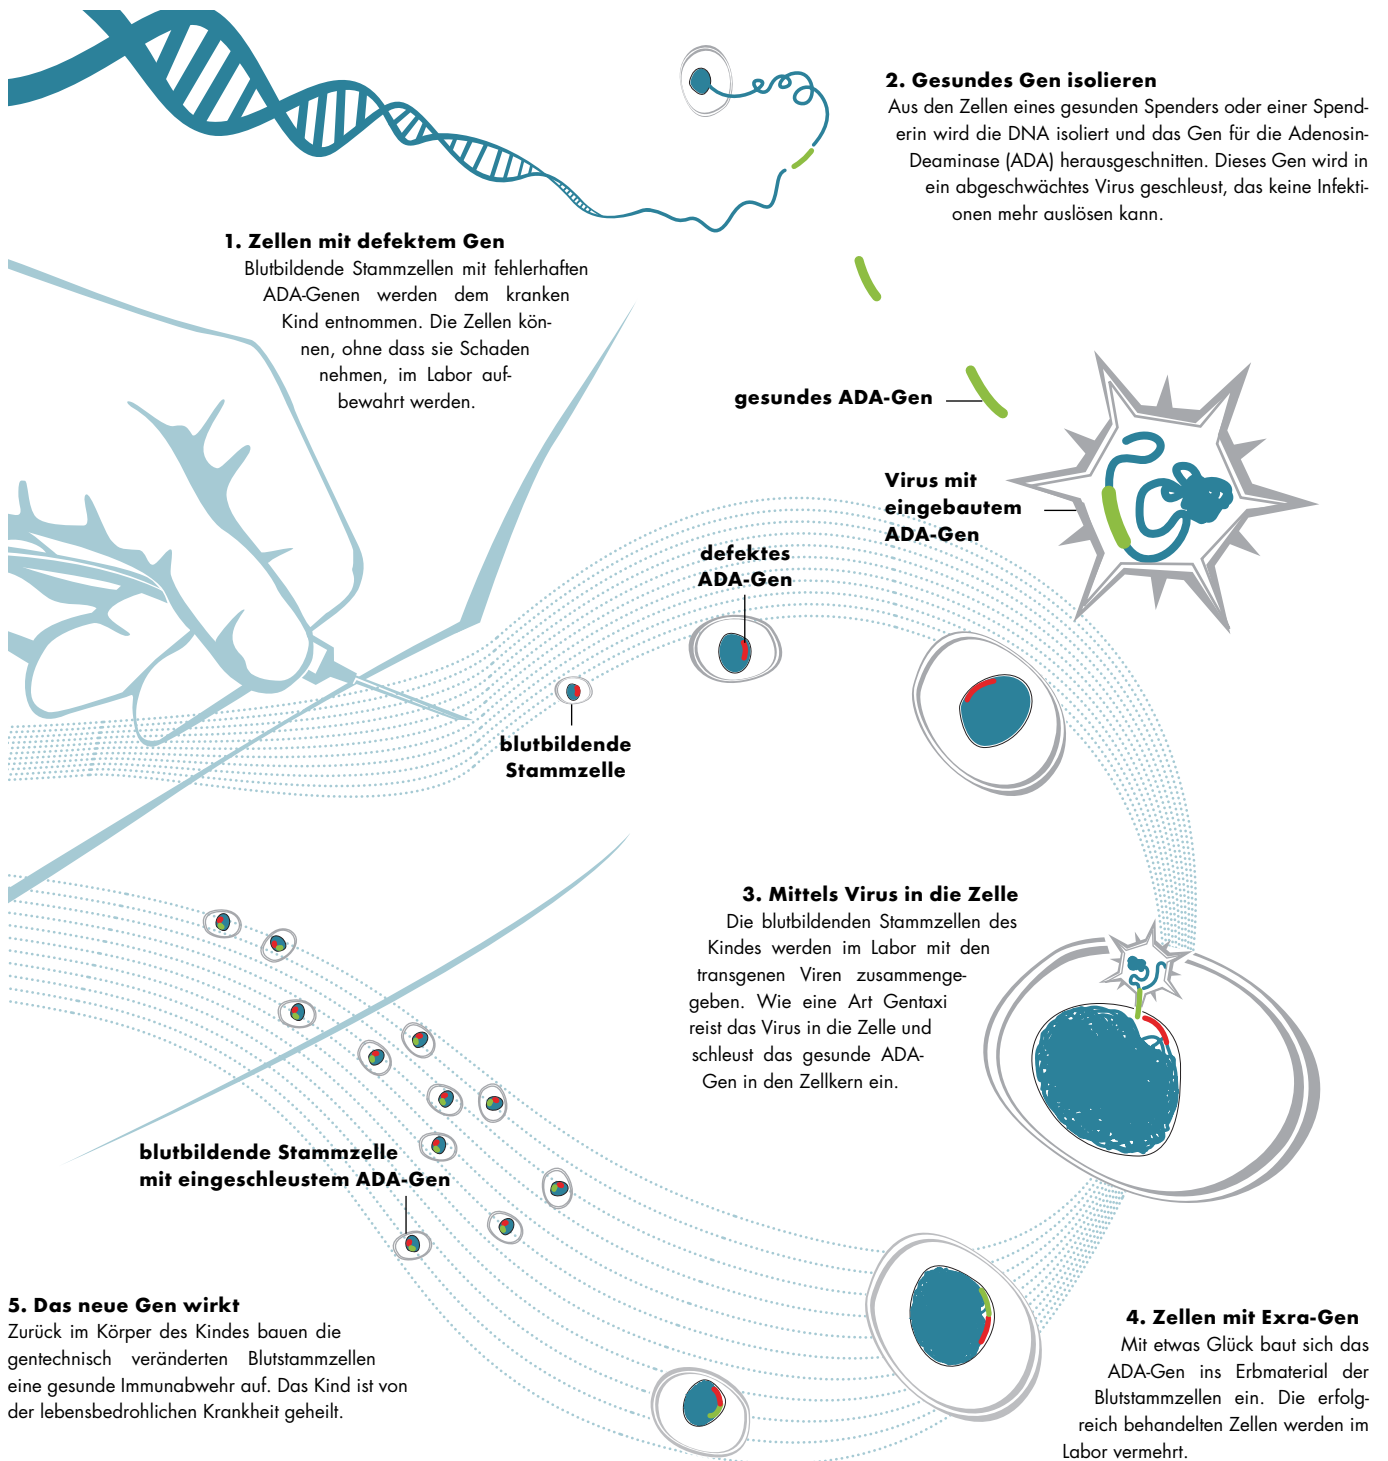 2. Gesundes Gen isolieren
Aus den Zellen eines gesunden Spenders oder einer Spend-
erin wird die DNA isoliert und das Gen für die Adenosin-
Deaminase (ADA) herausgeschnitten. Dieses Gen wird in
ein abgeschwächtes Virus geschleust, das keine Infekti-
onen mehr auslösen kann.
1. Zellen mit defektem Gen
Blutbildende Stammzellen mit fehlerhaften
ADA-Genen werden dem kranken
Kind entnommen. Die Zellen kön-
nen, ohne dass sie Schaden
nehmen, im Labor auf-
bewahrt werden.
gesundes ADA-Gen
Virus mit
eingebautem
ADA-Gen
defektes
ADA-Gen
blutbildende
Stammzelle
3. Mittels Virus in die Zelle
Die blutbildenden Stammzellen des
Kindes werden im Labor mit den
transgenen Viren zusammenge-
geben. Wie eine Art Gentaxi
reist das Virus in die Zelle und
schleust das gesunde ADA-
Gen in den Zellkern ein.
blutbildende Stammzelle
mit eingeschleustem ADA-Gen
5. Das neue Gen wirkt
Zurück im Körper des Kindes bauen die
gentechnisch veränderten Blutstammzellen
eine gesunde Immunabwehr auf. Das Kind ist von
der lebensbedrohlichen Krankheit geheilt.
4. Zellen mit Exra-Gen
Mit etwas Glück baut sich das
ADA-Gen ins Erbmaterial der
Blutstammzellen ein. Die erfolg-
reich behandelten Zellen werden im
Labor vermehrt.